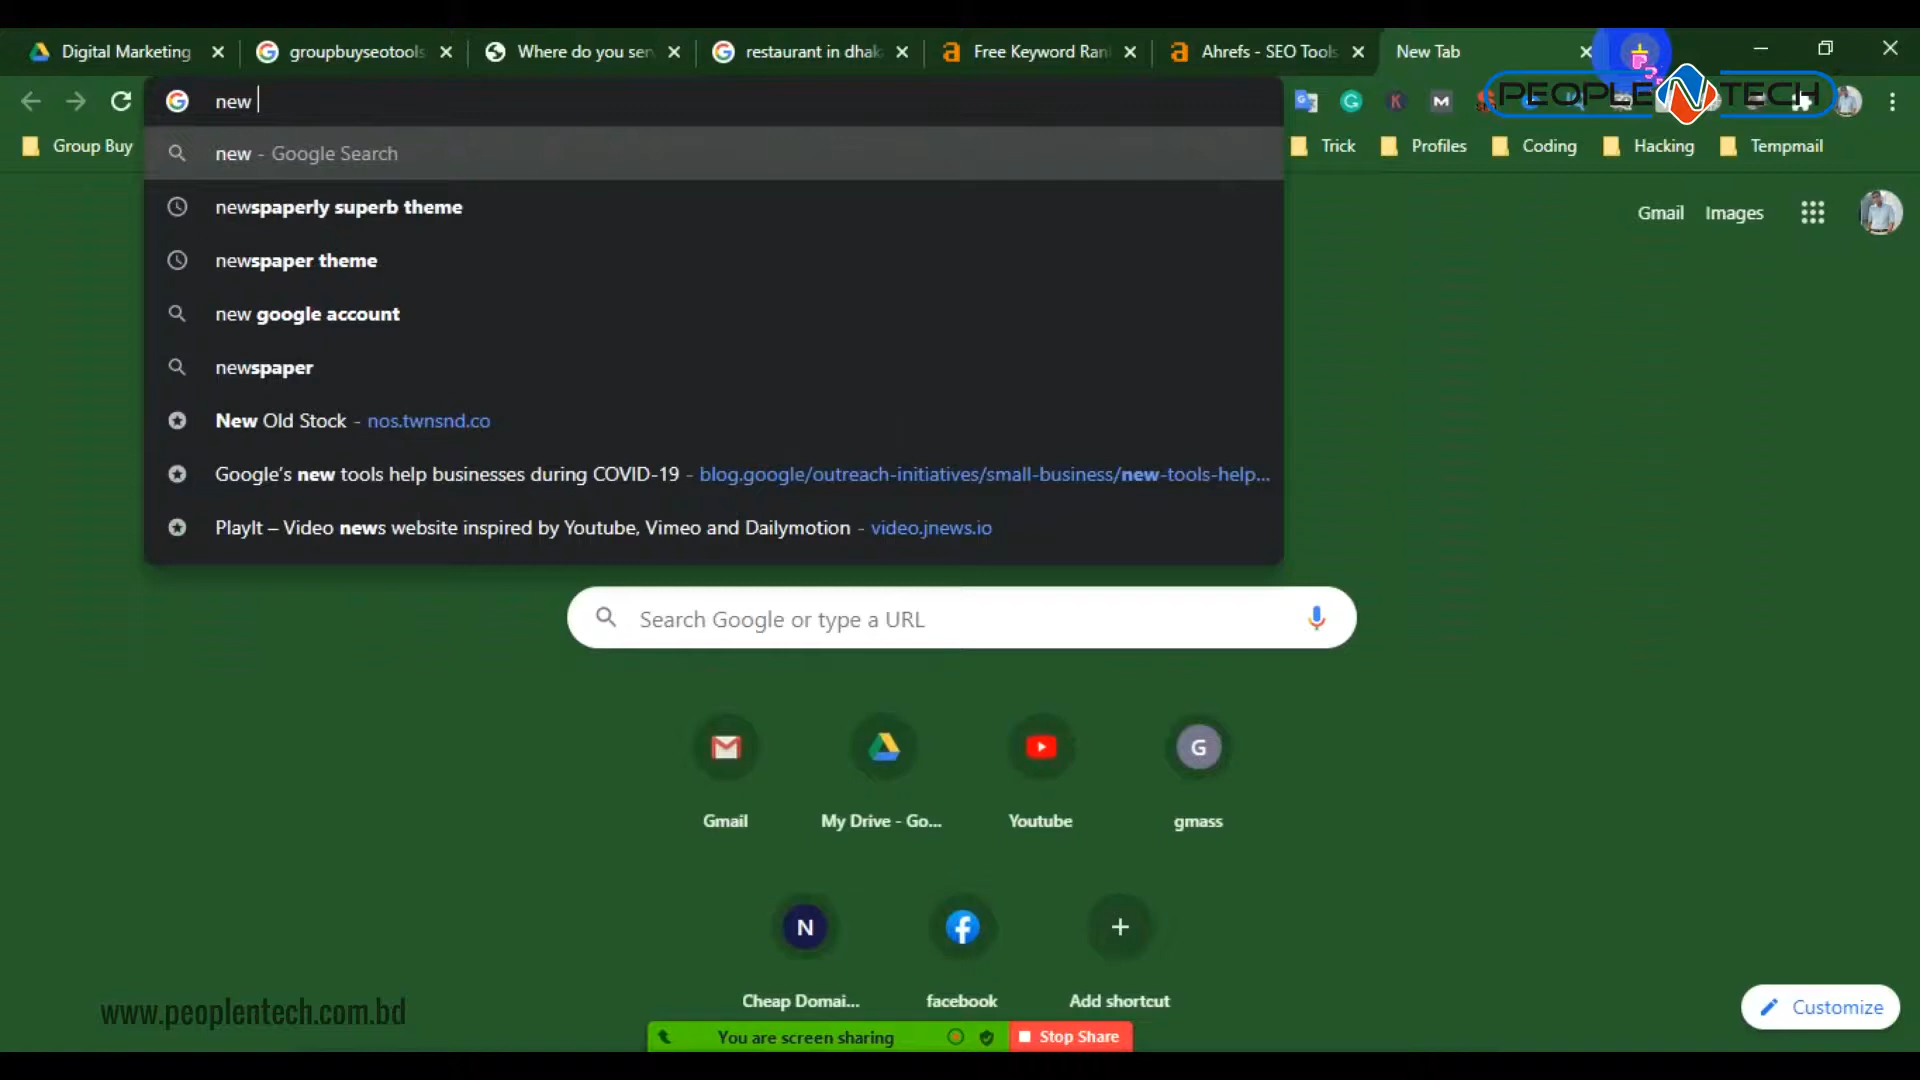 Digital Marketing
groupbuyseotools
Where do you sen
restaurant in dhak
Free Keyword Ran
Ahrefs - SEO Tools
New Tab
new
PEOPLE N TECH
Group Buy
Trick
Profiles
Coding
Hacking
Tempmail
new - Google Search
newspaperly superb theme
newspaper theme
new google account
newspaper
New Old Stock - nos.twnsnd.co
Google's new tools help businesses during COVID-19 - blog.google/outreach-initiatives/small-business/new-tools-help...
PlayIt – Video news website inspired by Youtube, Vimeo and Dailymotion - video.jnews.io
Gmail
Images
Search Google or type a URL
Gmail
My Drive - Go...
Youtube
G
gmass
N
Cheap Domai...
facebook
Add shortcut
Customize
www.peoplentech.com.bd
You are screen sharing
Stop Share